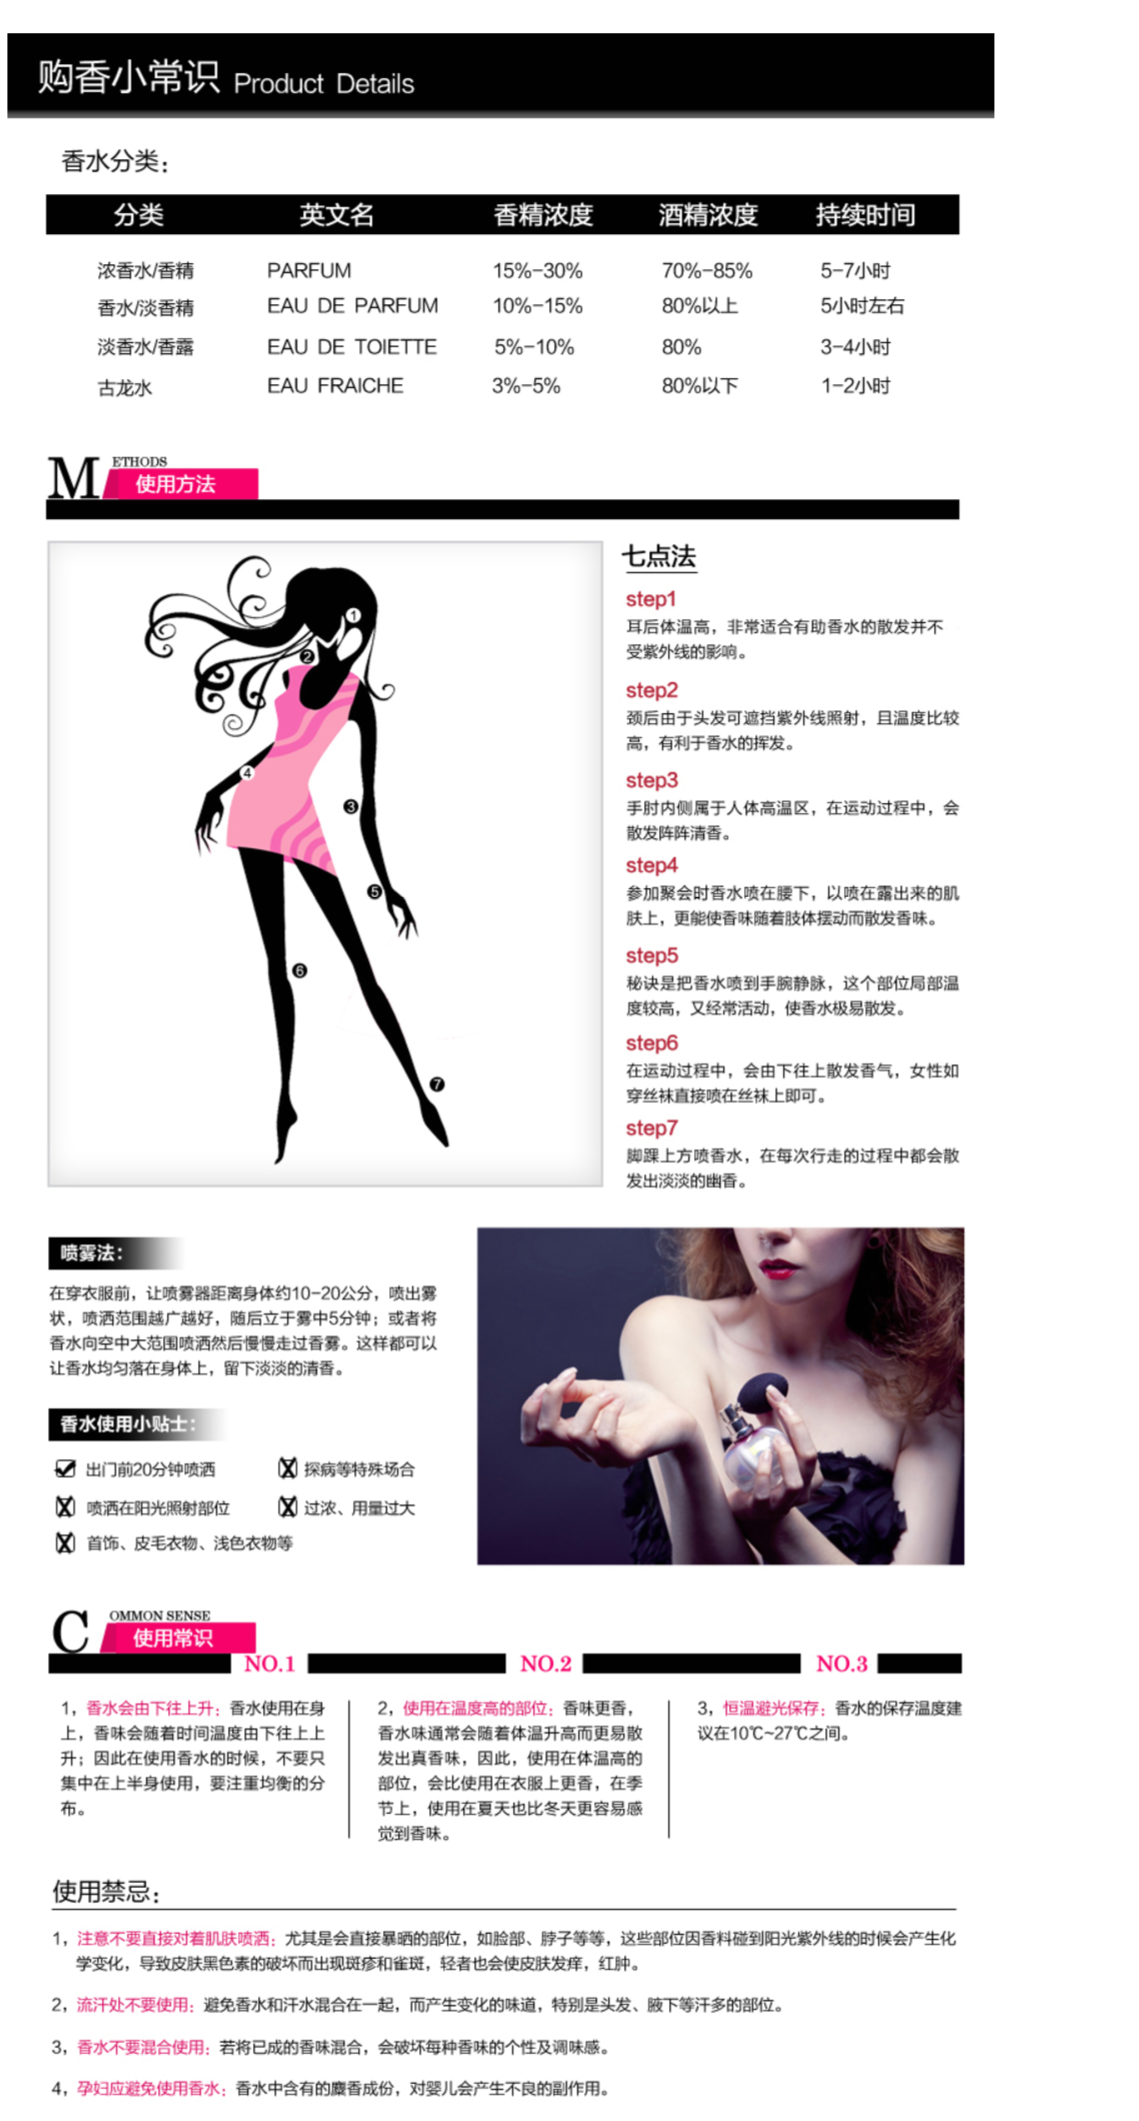 购香小常识 Product Details
香水分类：
分类 英文名 香精浓度 酒精浓度 持续时间
浓香水/香精 PARFUM 15%-30% 70%-85% 5-7小时
香水/淡香精 EAU DE PARFUM 10%-15% 80%以上 5小时左右
淡香水/香露 EAU DE TOIETTE 5%-10% 80% 3-4小时
古龙水 EAU FRAICHE 3%-5% 80%以下 1-2小时
METHODS
使用方法
1
2
4
3
5
6
7
七点法
step1
耳后体温高，非常适合有助香水的散发并不
受紫外线的影响。
step2
颈后由于头发可遮挡紫外线照射，且温度比较
高，有利于香水的挥发。
step3
手肘内侧属于人体高温区，在运动过程中，会
散发阵阵清香。
step4
参加聚会时香水喷在腰下，以喷在露出来的肌
肤上，更能使香味随着肢体摆动而散发香味。
step5
秘诀是把香水喷到手腕静脉，这个部位局部温
度较高，又经常活动，使香水极易散发。
step6
在运动过程中，会由下往上散发香气，女性如
穿丝袜直接喷在丝袜上即可。
step7
脚踝上方喷香水，在每次行走的过程中都会散
发出淡淡的幽香。
喷雾法：
在穿衣服前，让喷雾器距离身体约10-20公分，喷出雾
状，喷洒范围越广越好，随后立于雾中5分钟；或者将
香水向空中大范围喷洒然后慢慢走过香雾。这样都可以
让香水均匀落在身体上，留下淡淡的清香。
香水使用小贴士：
出门前20分钟喷洒 探病等特殊场合
喷洒在阳光照射部位 过浓、用量过大
首饰、皮毛衣物、浅色衣物等
COMMON SENSE
使用常识
NO.1 NO.2 NO.3
1，香水会由下往上升：香水使用在身
上，香味会随着时间温度由下往上上
升；因此在使用香水的时候，不要只
集中在上半身使用，要注重均衡的分
布。
2，使用在温度高的部位：香味更香，
香水味通常会随着体温升高而更易散
发出真香味，因此，使用在体温高的
部位，会比使用在衣服上更香，在季
节上，使用在夏天也比冬天更容易感
觉到香味。
3，恒温避光保存：香水的保存温度建
议在10℃~27℃之间。
使用禁忌：
1，注意不要直接对着肌肤喷洒：尤其是会直接暴晒的部位，如脸部、脖子等等，这些部位因香料碰到阳光紫外线的时候会产生化
学变化，导致皮肤黑色素的破坏而出现斑疹和雀斑，轻者也会使皮肤发痒，红肿。
2，流汗处不要使用：避免香水和汗水混合在一起，而产生变化的味道，特别是头发、腋下等汗多的部位。
3，香水不要混合使用：若将已成的香味混合，会破坏每种香味的个性及调味感。
4，孕妇应避免使用香水：香水中含有的麝香成份，对婴儿会产生不良的副作用。